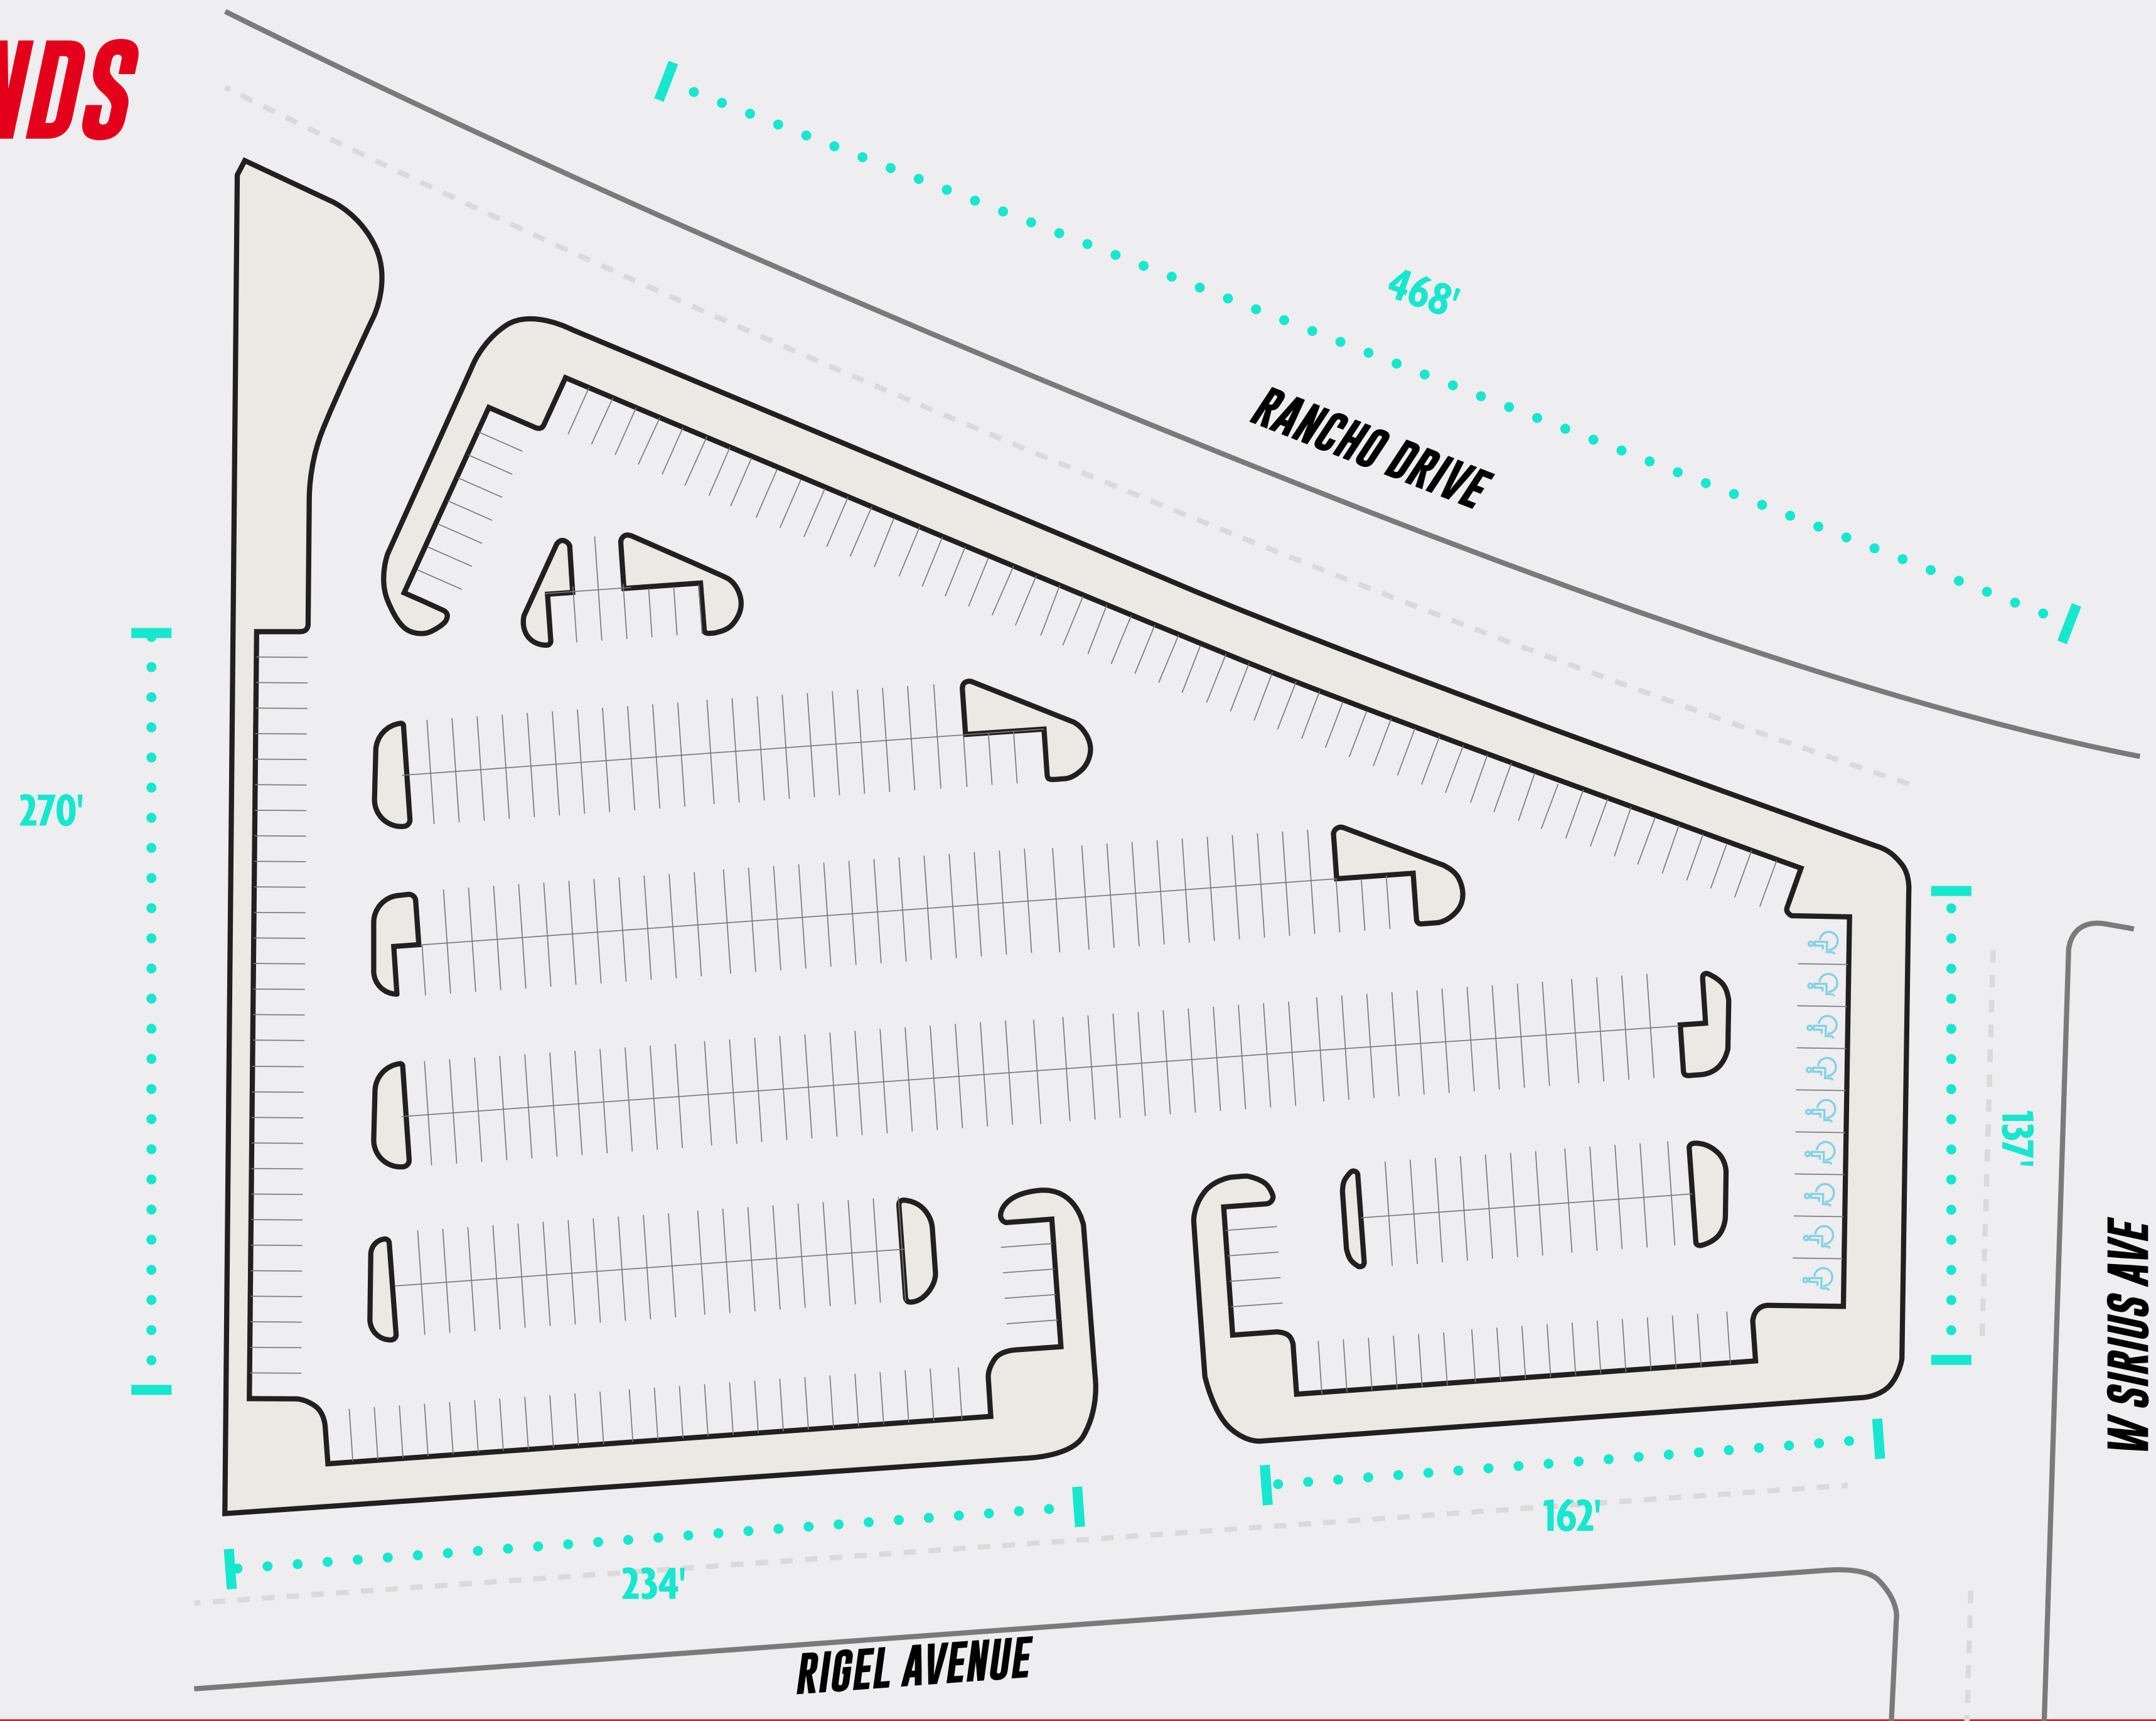 NDS
468'
RANCHO DRIVE
270'
137'
W SIRIUS AVE
162'
234'
RIGEL AVENUE